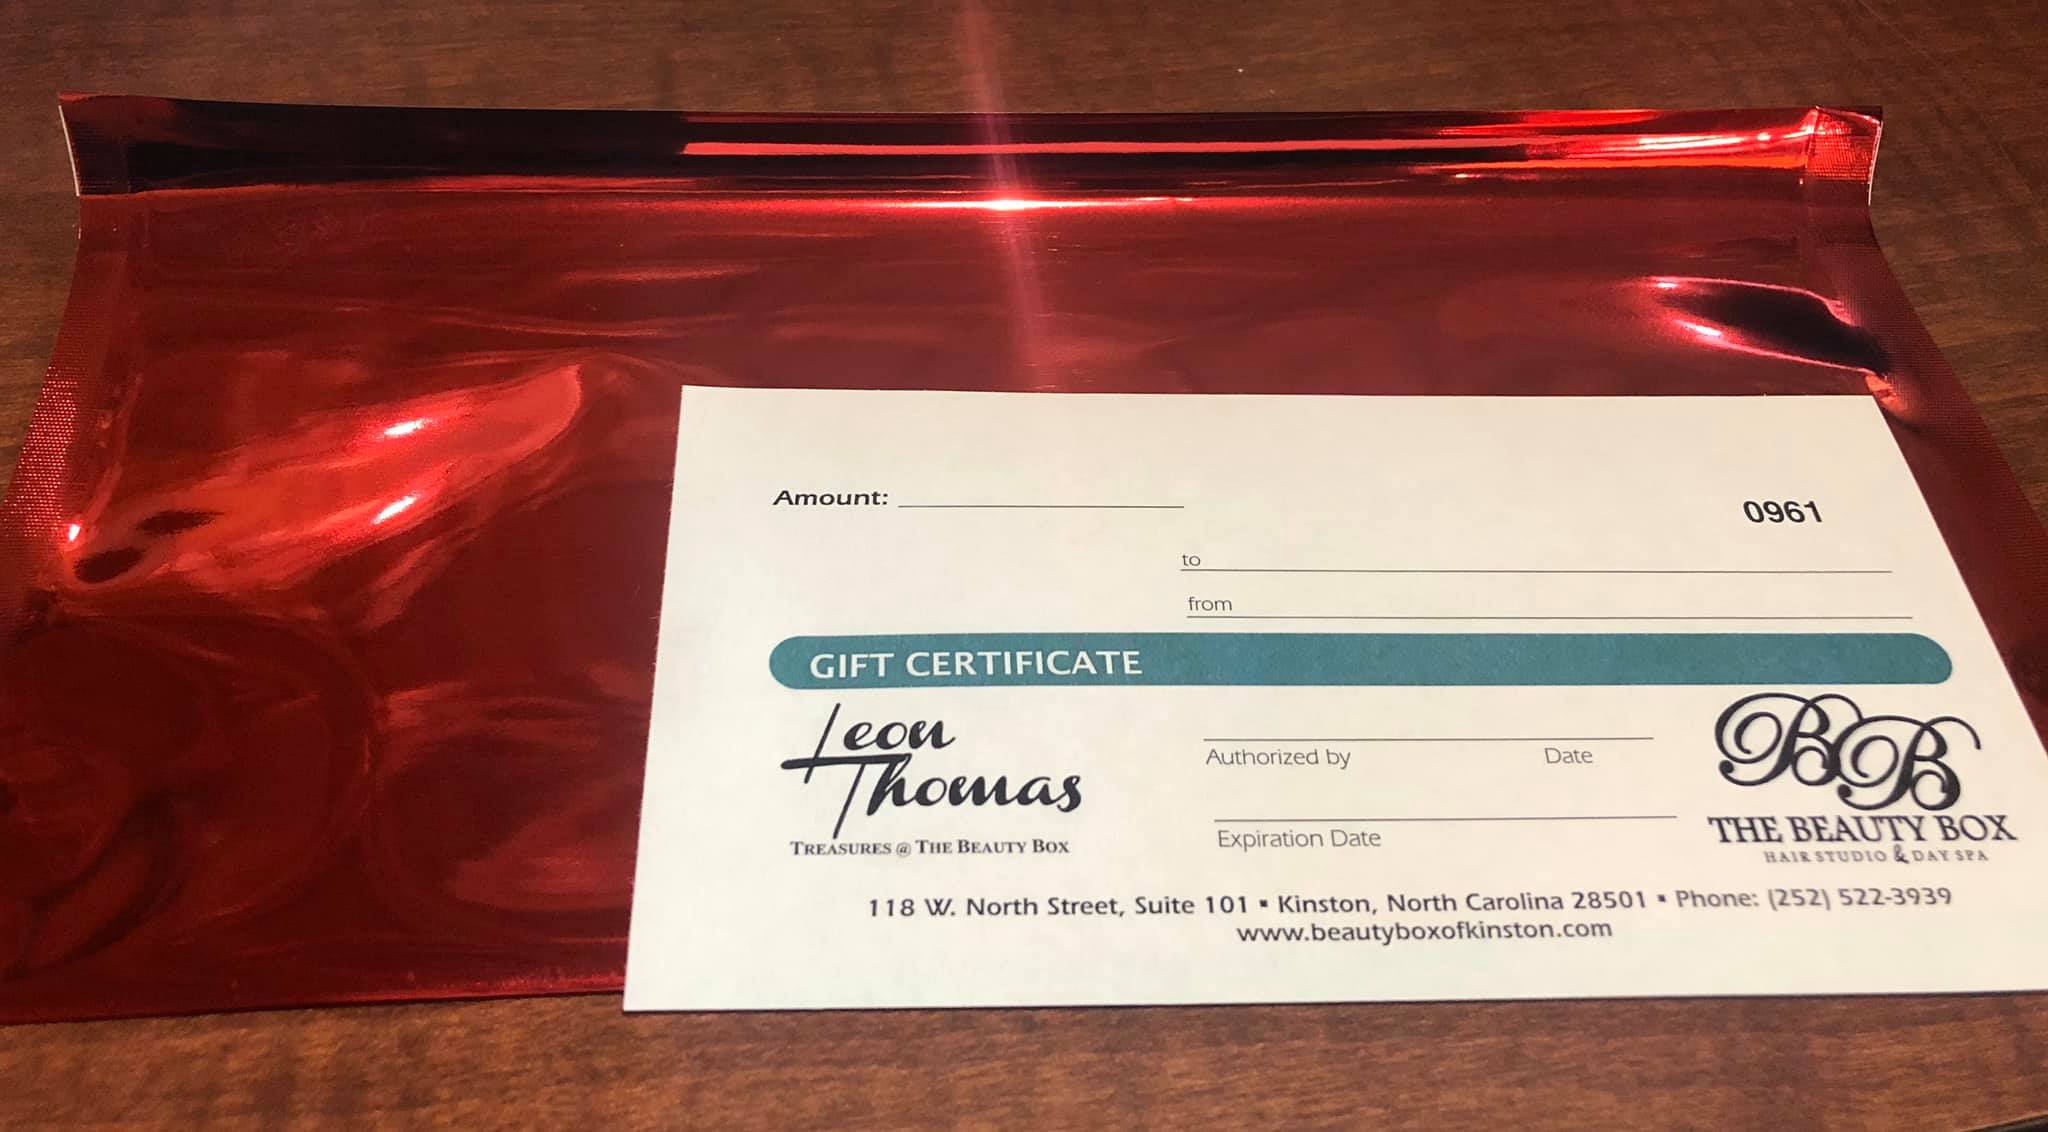 Amount:
0961
to
from
GIFT CERTIFICATE
Leon
Thomas
TREASURES @ THE BEAUTY BOX
Authorized by Date
Expiration Date
BB
THE BEAUTY BOX
HAIR STUDIO & DAY SPA
118 W. North Street, Suite 101 ▪ Kinston, North Carolina 28501 ▪ Phone: (252) 522-3939
www.beautyboxofkinston.com